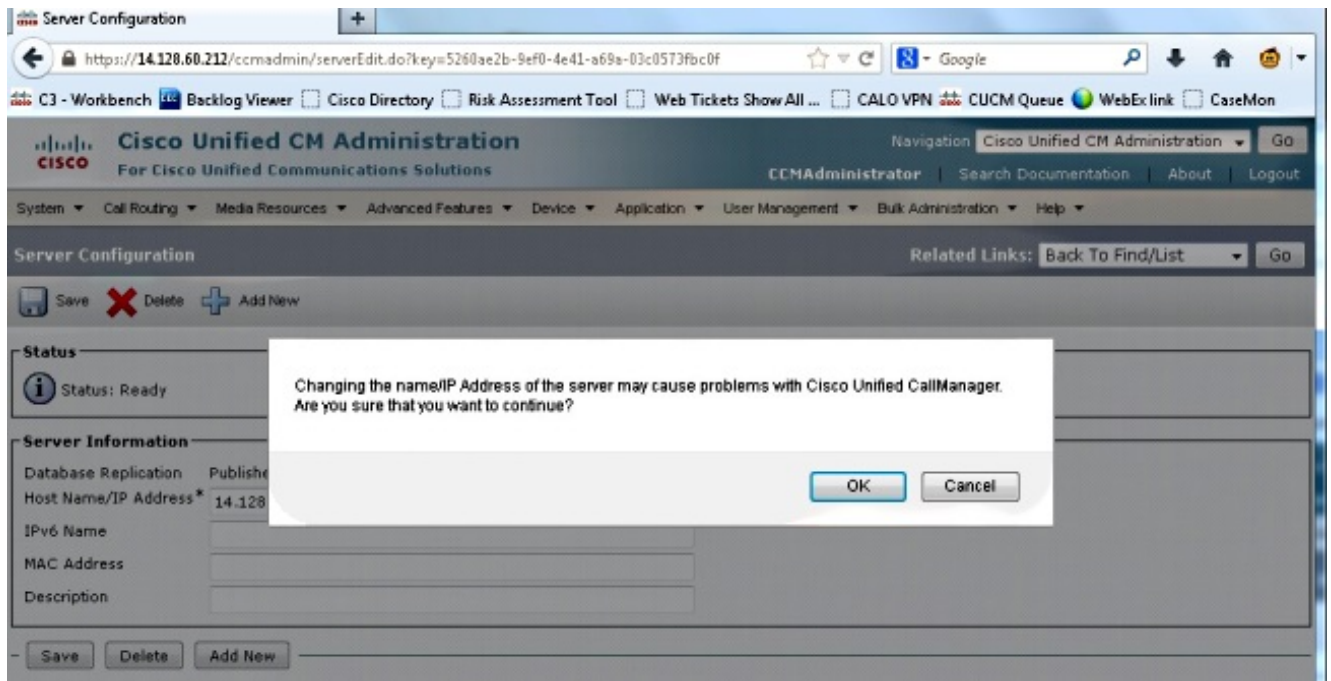 Server Configuration
https://14.128.60.212/ccmadmin/serverEdit.do?key=5260ae2b-9ef0-4e41-a69a-03c0573fbc0f
Google
C3 - Workbench Backlog Viewer Cisco Directory Risk Assessment Tool Web Tickets Show All ... CALO VPN CUCM Queue WebEx link CaseMon
CISCO
Cisco Unified CM Administration
For Cisco Unified Communications Solutions
Navigation Cisco Unified CM Administration Go
CCMAdministrator | Search Documentation | About | Logout
System Call Routing Media Resources Advanced Features Device Application User Management Bulk Administration Help
Server Configuration
Related Links: Back To Find/List Go
Save Delete Add New
Status
Status: Ready
Changing the name/IP Address of the server may cause problems with Cisco Unified CallManager.
Are you sure that you want to continue?
OK Cancel
Server Information
Database Replication Publishe
Host Name/IP Address* 14.128
IPv6 Name
MAC Address
Description
Save Delete Add New